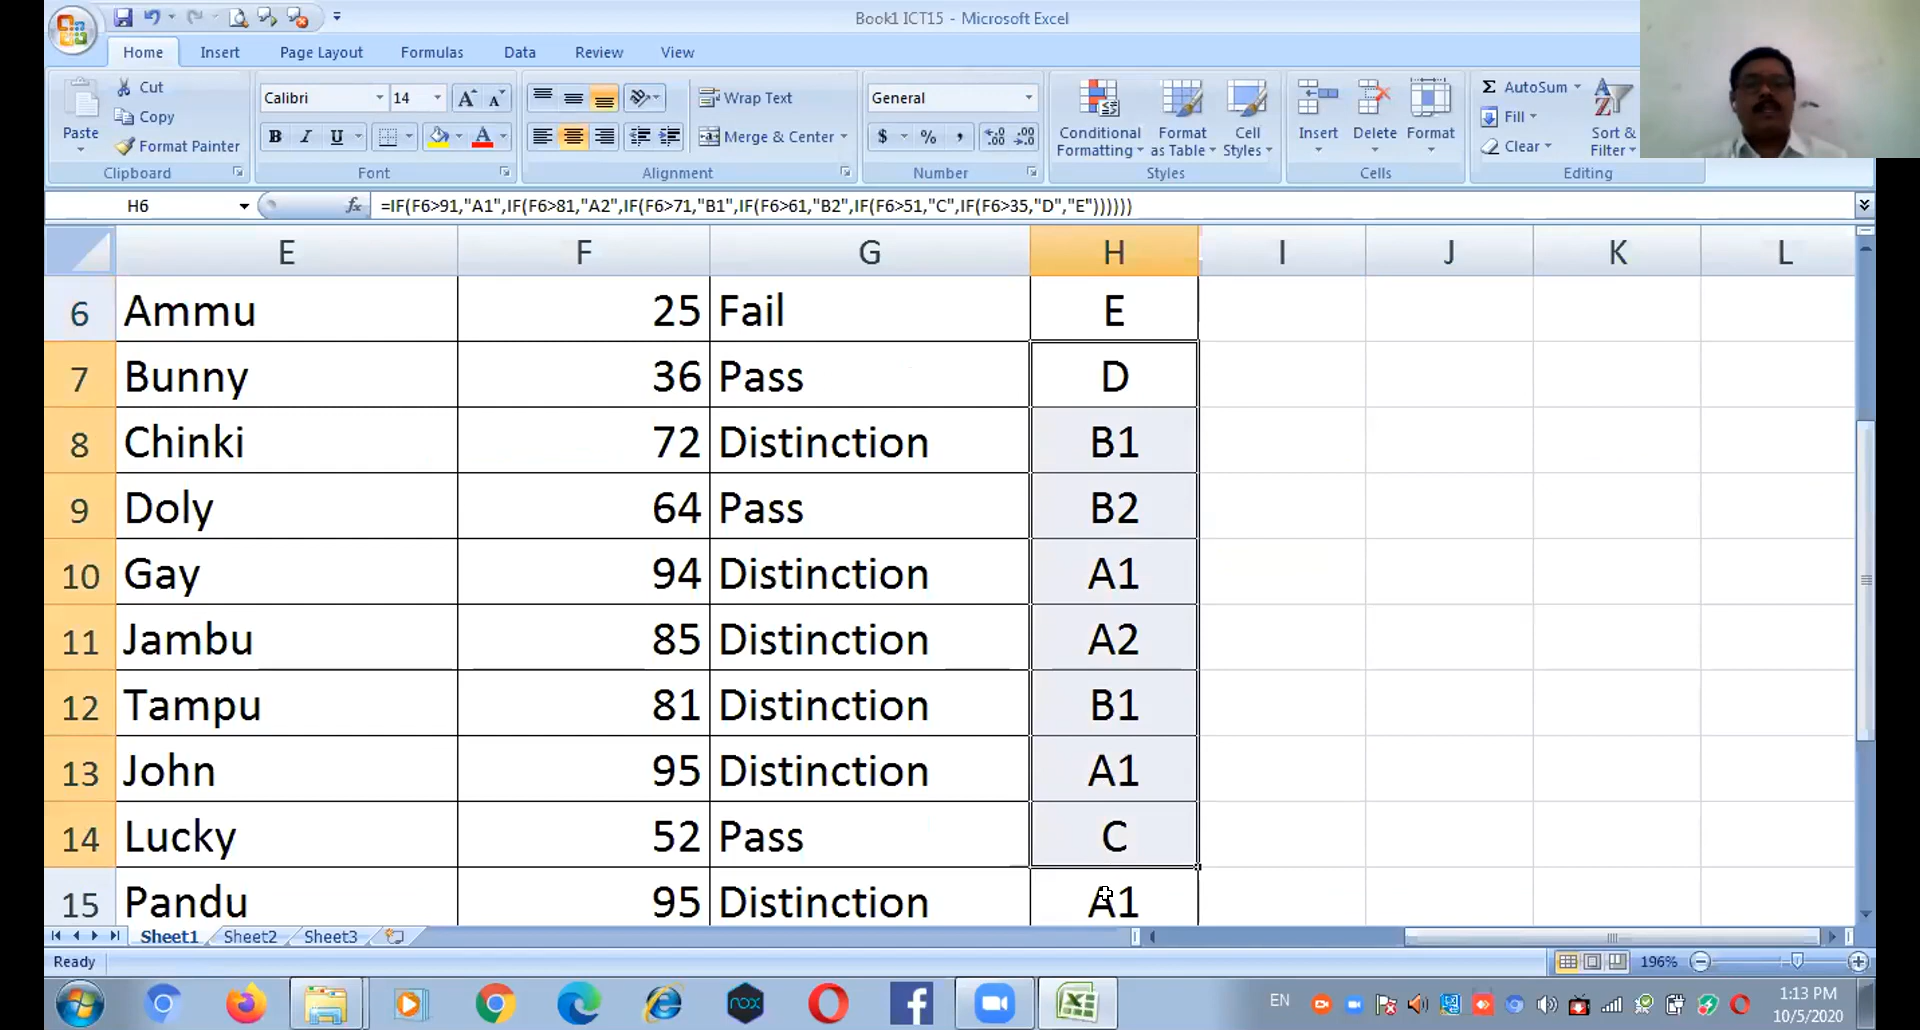 Book1 ICT15 - Microsoft Excel
Home Insert Page Layout Formulas Data Review View
Cut
Copy
Format Painter
Paste
Clipboard
Calibri 14
B I U A
Font
Wrap Text
Merge & Center
Alignment
General
$ % ,
Number
Conditional Formatting
Format as Table
Cell Styles
Styles
Insert Delete Format
Cells
AutoSum
Fill
Clear
Sort & Filter
Editing
H6 fx =IF(F6>91,"A1",IF(F6>81,"A2",IF(F6>71,"B1",IF(F6>61,"B2",IF(F6>51,"C",IF(F6>35,"D","E"))))))
E F G H I J K L
6 Ammu 25 Fail E
7 Bunny 36 Pass D
8 Chinki 72 Distinction B1
9 Doly 64 Pass B2
10 Gay 94 Distinction A1
11 Jambu 85 Distinction A2
12 Tampu 81 Distinction B1
13 John 95 Distinction A1
14 Lucky 52 Pass C
15 Pandu 95 Distinction A1
Sheet1 Sheet2 Sheet3
Ready 196%
nox EN 1:13 PM
10/5/2020